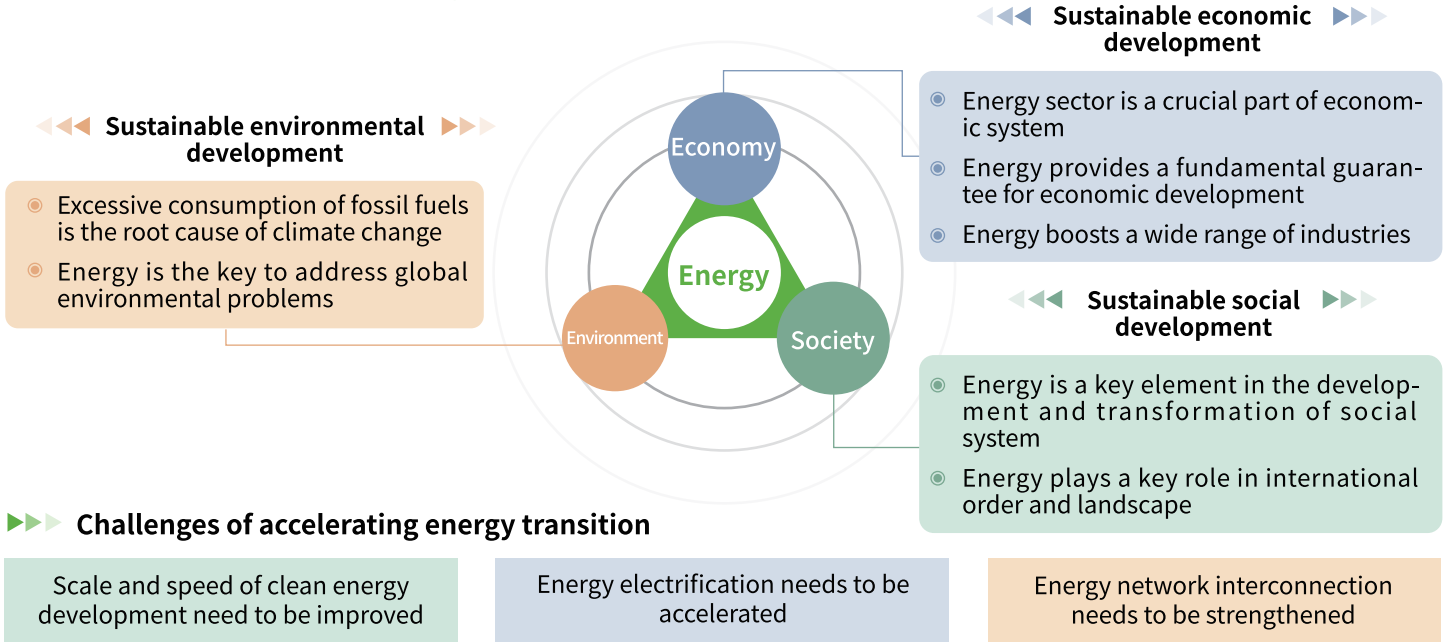 Sustainable economic
development
Energy sector is a crucial part of econom-
ic system
Energy provides a fundamental guaran-
tee for economic development
Energy boosts a wide range of industries
Sustainable environmental
development
Excessive consumption of fossil fuels
is the root cause of climate change
Energy is the key to address global
environmental problems
Economy
Energy
Environment
Society
Sustainable social
development
Energy is a key element in the develop-
ment and transformation of social
system
Energy plays a key role in international
order and landscape
Challenges of accelerating energy transition
Scale and speed of clean energy
development need to be improved
Energy electrification needs to be
accelerated
Energy network interconnection
needs to be strengthened